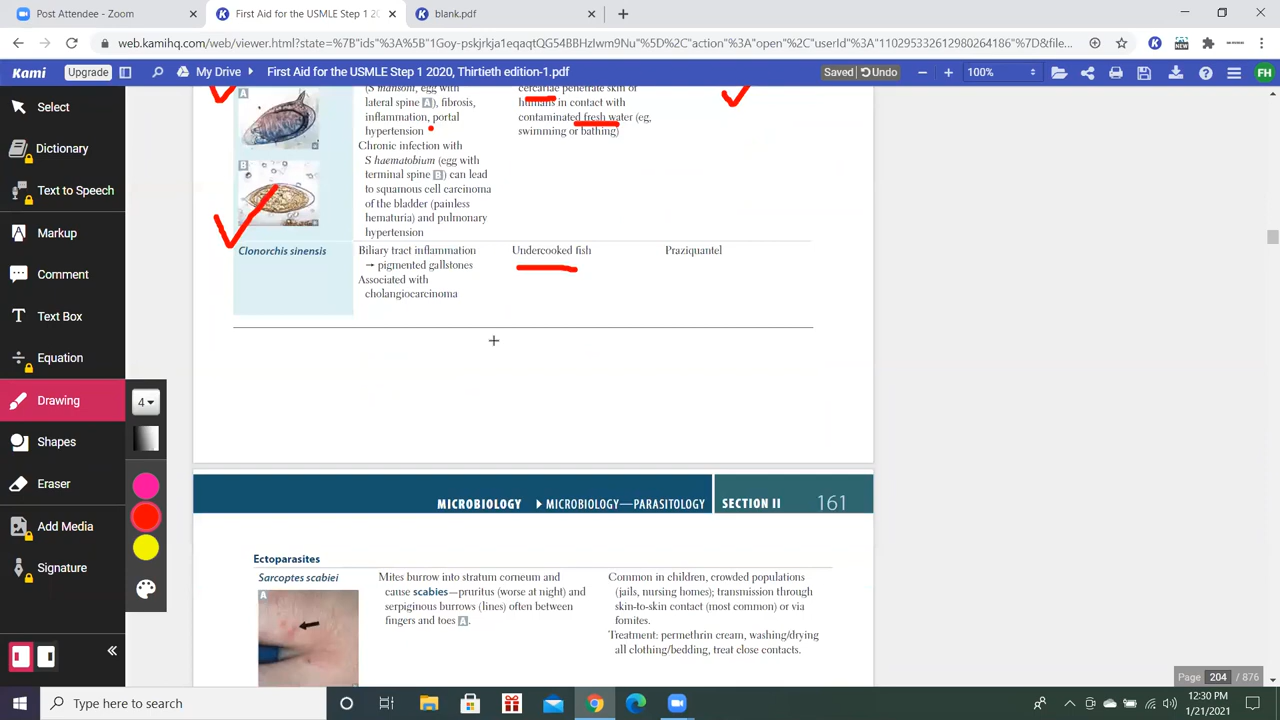 Post Attendee - Zoom
First Aid for the USMLE Step 1 20
blank.pdf
web.kamihq.com/web/viewer.html?state=%7B"ids"%3A%5B"1Goy-pskjrkja1eqaqtQG54BBHzIwm9Nu"%5D%2C"action"%3A"open"%2C"userId"%3A"110295332612980264186"%7D&file...
NEW
Kami
Upgrade
My Drive
First Aid for the USMLE Step 1 2020, Thirtieth edition-1.pdf
Saved
Undo
100%
FH
Select
Dictionary
Text to Speech
Markup
Comment
Text Box
Equation
Drawing
Shapes
Eraser
Add Media
Signature
4
A
B
(S mansoni, egg with
lateral spine A), fibrosis,
inflammation, portal
hypertension
Chronic infection with
S haematobium (egg with
terminal spine B) can lead
to squamous cell carcinoma
of the bladder (painless
hematuria) and pulmonary
hypertension
cercariae penetrate skin of
humans in contact with
contaminated fresh water (eg,
swimming or bathing)
Clonorchis sinensis
Biliary tract inflammation
→ pigmented gallstones
Associated with
cholangiocarcinoma
Undercooked fish
Praziquantel
MICROBIOLOGY ▶ MICROBIOLOGY—PARASITOLOGY SECTION II 161
Ectoparasites
Sarcoptes scabiei
A
Mites burrow into stratum corneum and
cause scabies—pruritus (worse at night) and
serpiginous burrows (lines) often between
fingers and toes A.
Common in children, crowded populations
(jails, nursing homes); transmission through
skin-to-skin contact (most common) or via
fomites.
Treatment: permethrin cream, washing/drying
all clothing/bedding, treat close contacts.
Page 204 / 876
Type here to search
12:30 PM
1/21/2021